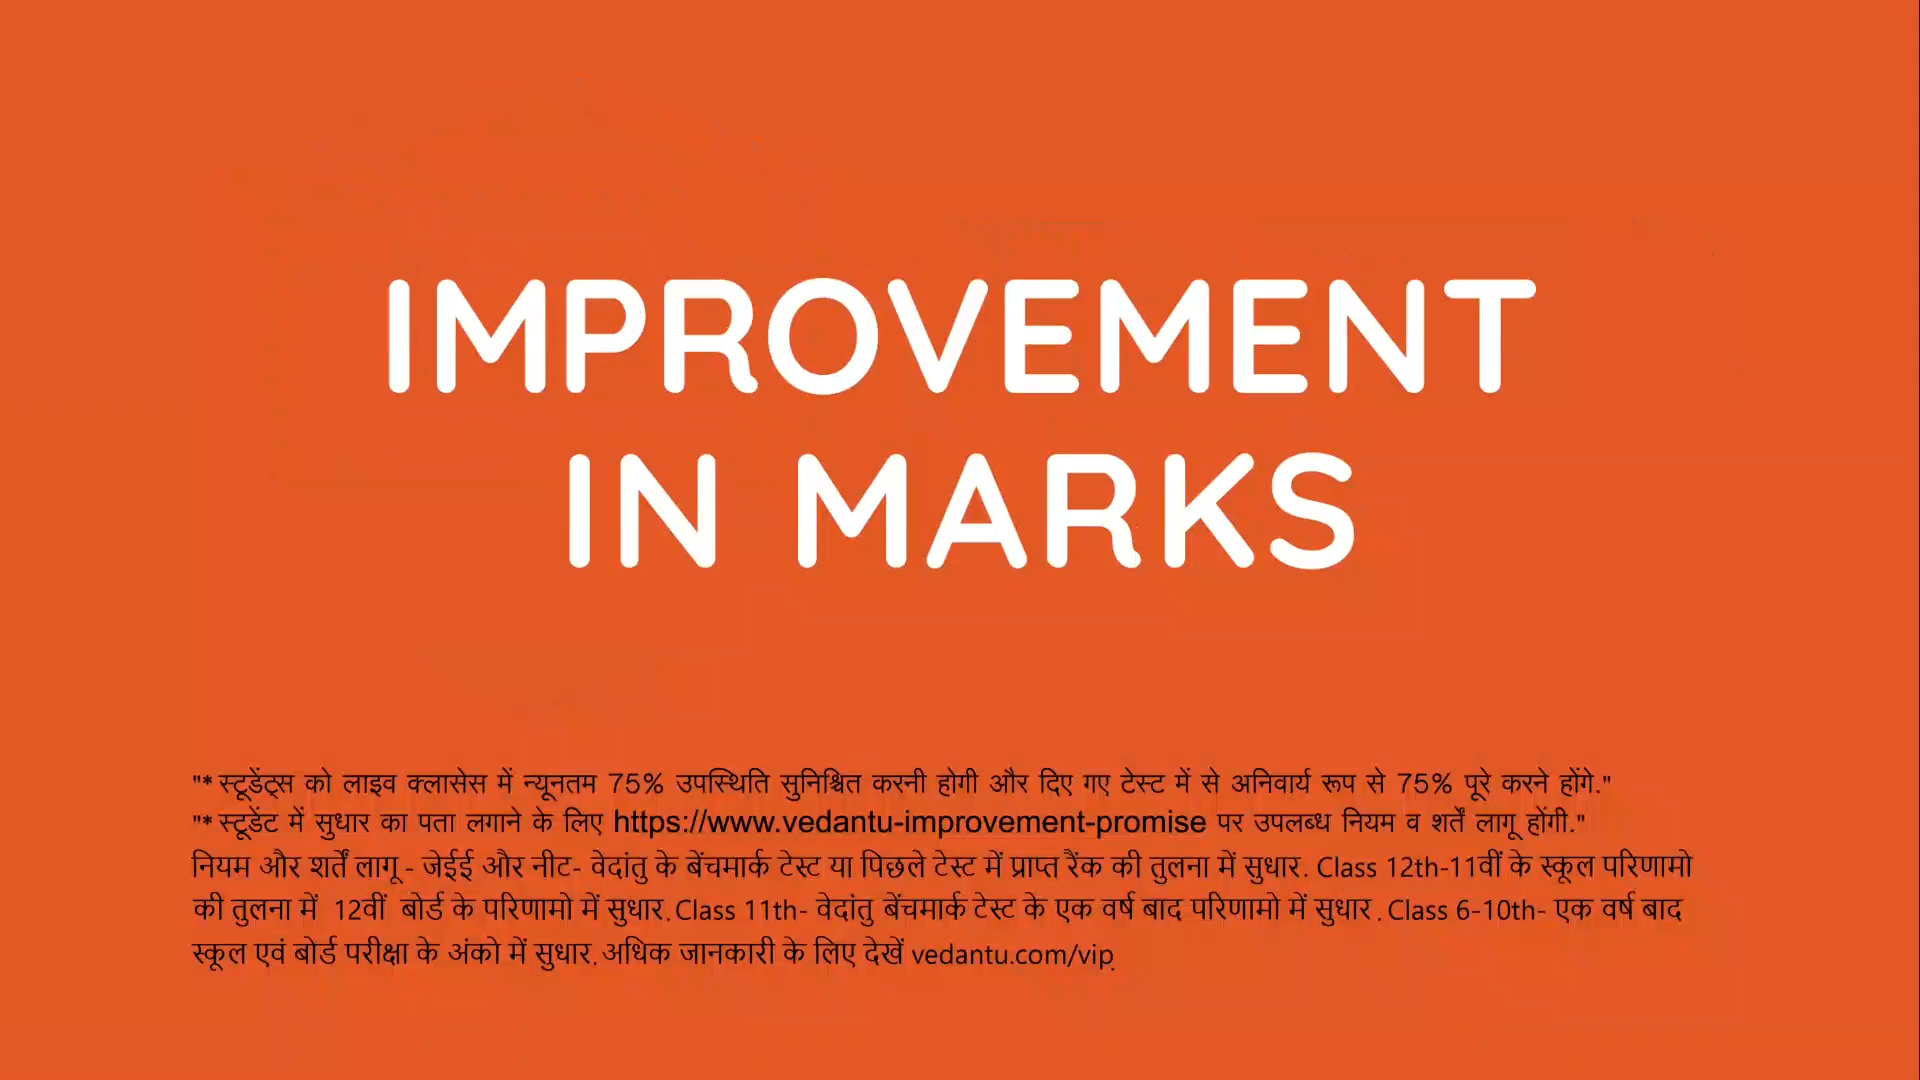 IMPROVEMENT
IN MARKS
"* स्टूडेंट्स को लाइव क्लासेस में न्यूनतम 75% उपस्थिति सुनिश्चित करनी होगी और दिए गए टेस्ट में से अनिवार्य रूप से 75% पूरे करने होंगे."
"* स्टूडेंट में सुधार का पता लगाने के लिए https://www.vedantu-improvement-promise पर उपलब्ध नियम व शर्तें लागू होंगी."
नियम और शर्तें लागू - जेईई और नीट- वेदांतु के बेंचमार्क टेस्ट या पिछले टेस्ट में प्राप्त रैंक की तुलना में सुधार. Class 12th-11वीं के स्कूल परिणामो
की तुलना में 12वीं बोर्ड के परिणामो में सुधार. Class 11th- वेदांतु बेंचमार्क टेस्ट के एक वर्ष बाद परिणामो में सुधार . Class 6-10th- एक वर्ष बाद
स्कूल एवं बोर्ड परीक्षा के अंको में सुधार. अधिक जानकारी के लिए देखें vedantu.com/vip.